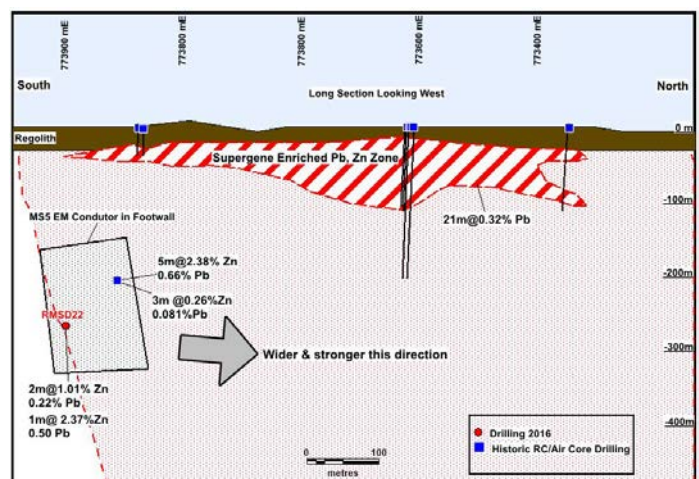 773900 mE
773800 mE
773800 mE
773600 mE
773400 mE
South
Long Section Looking West
North
0 m
Regolith
Supergene Enriched Pb, Zn Zone
-100m
21m@0.32% Pb
MS5 EM Condutor in Footwall
5m@2.38% Zn
0.66% Pb
-200m
3m @0.26%Zn
0.081%Pb
RMSD22
Wider & stronger this direction
-300m
2m@1.01% Zn
0.22% Pb
1m@ 2.37%Zn
0.50 Pb
-400m
Drilling 2016
Historic RC/Air Core Drilling
0 100
metres